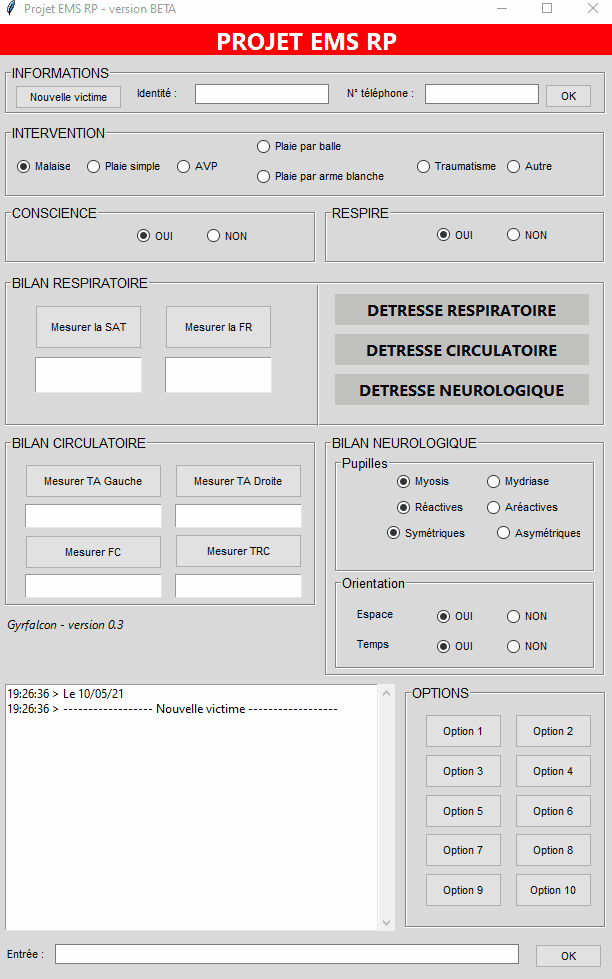 Projet EMS RP - version BETA
PROJET EMS RP
INFORMATIONS
Nouvelle victime Identité : N° téléphone : OK
INTERVENTION
Plaie par balle
Malaise Plaie simple AVP Traumatisme Autre
Plaie par arme blanche
CONSCIENCE RESPIRE
OUI NON OUI NON
BILAN RESPIRATOIRE
Mesurer la SAT Mesurer la FR
DETRESSE RESPIRATOIRE
DETRESSE CIRCULATOIRE
DETRESSE NEUROLOGIQUE
BILAN CIRCULATOIRE
Mesurer TA Gauche Mesurer TA Droite
Mesurer FC Mesurer TRC
BILAN NEUROLOGIQUE
Pupilles
Myosis Mydriase
Réactives Aréactives
Symétriques Asymétriques
Orientation
Espace OUI NON
Temps OUI NON
Gyrfalcon - version 0.3
19:26:36 > Le 10/05/21
19:26:36 > ------------------ Nouvelle victime ------------------
OPTIONS
Option 1 Option 2
Option 3 Option 4
Option 5 Option 6
Option 7 Option 8
Option 9 Option 10
Entrée : OK